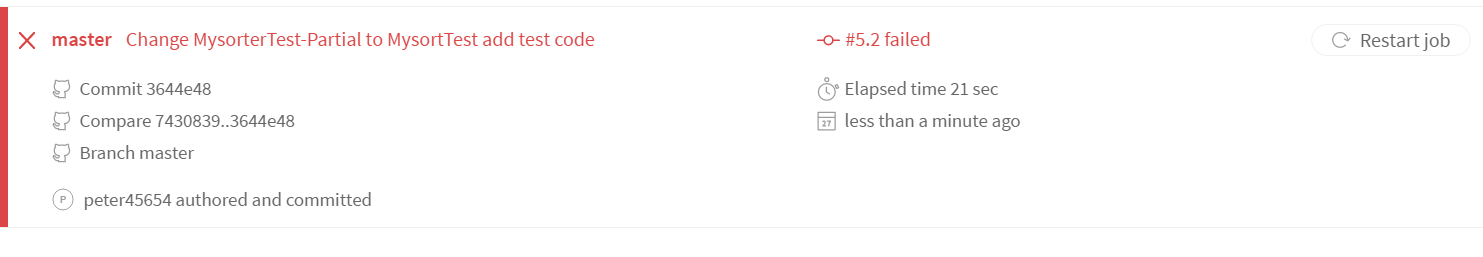 master Change MysorterTest-Partial to MysortTest add test code
#5.2 failed
Restart job
Commit 3644e48
Elapsed time 21 sec
Compare 7430839..3644e48
27
less than a minute ago
Branch master
P
peter45654 authored and committed